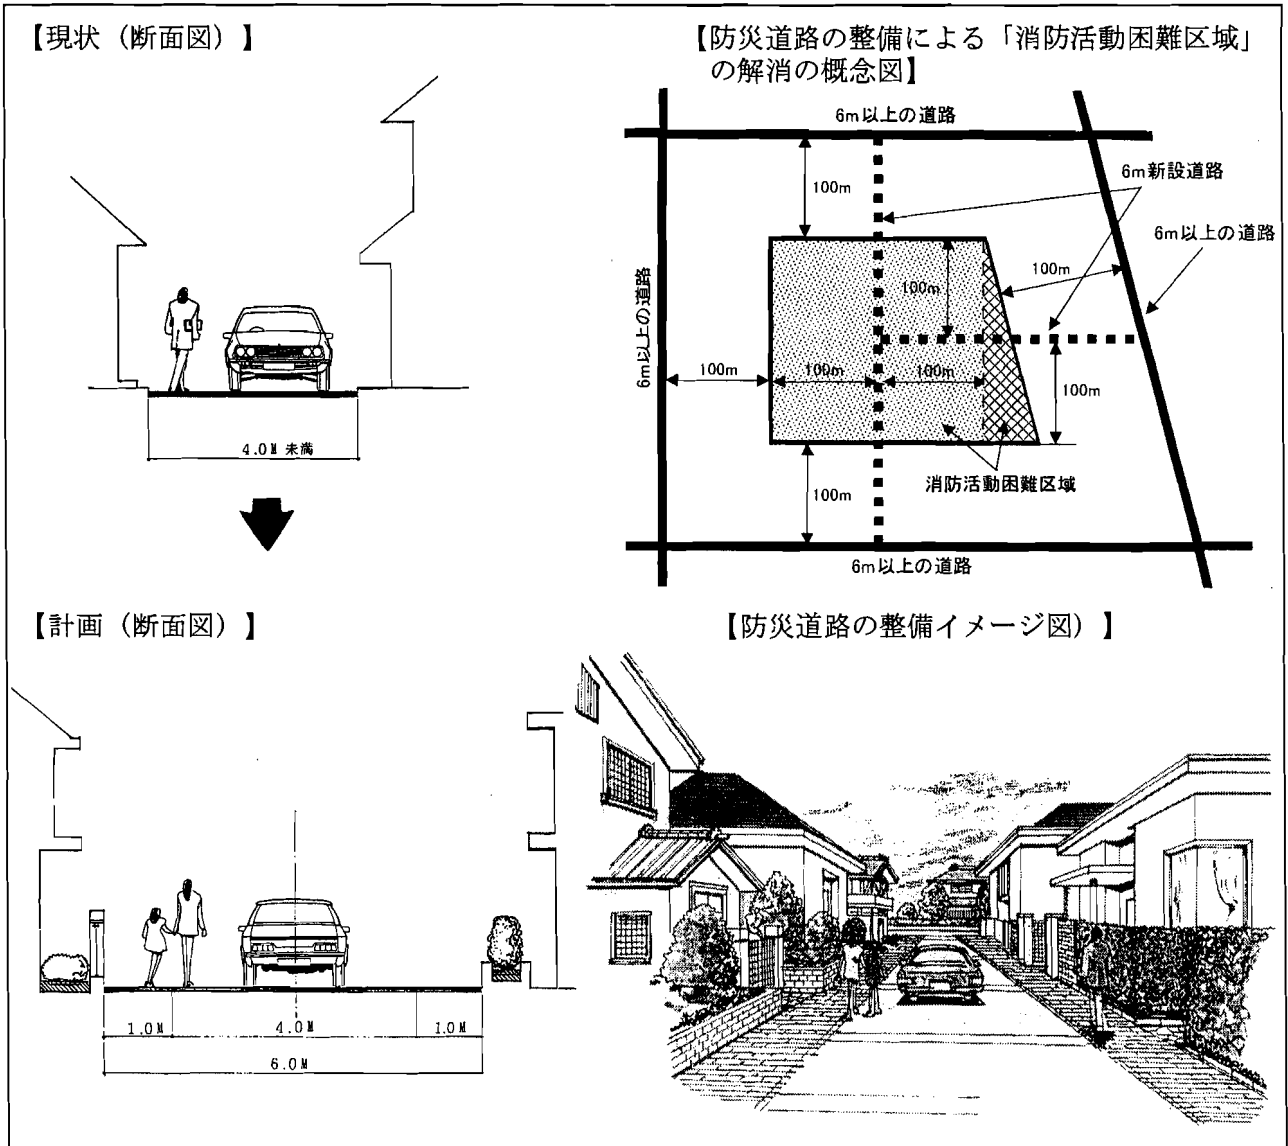 【現状（断面図）】
4.0M 未満
【防災道路の整備による「消防活動困難区域」
の解消の概念図】
6m以上の道路
100m
6m新設道路
6m以上の道路
100m
100m
6m以上の道路
100m
100m
100m
100m
消防活動困難区域
100m
6m以上の道路
【計画（断面図）】
1.0M
4.0M
1.0M
6.0M
【防災道路の整備イメージ図）】